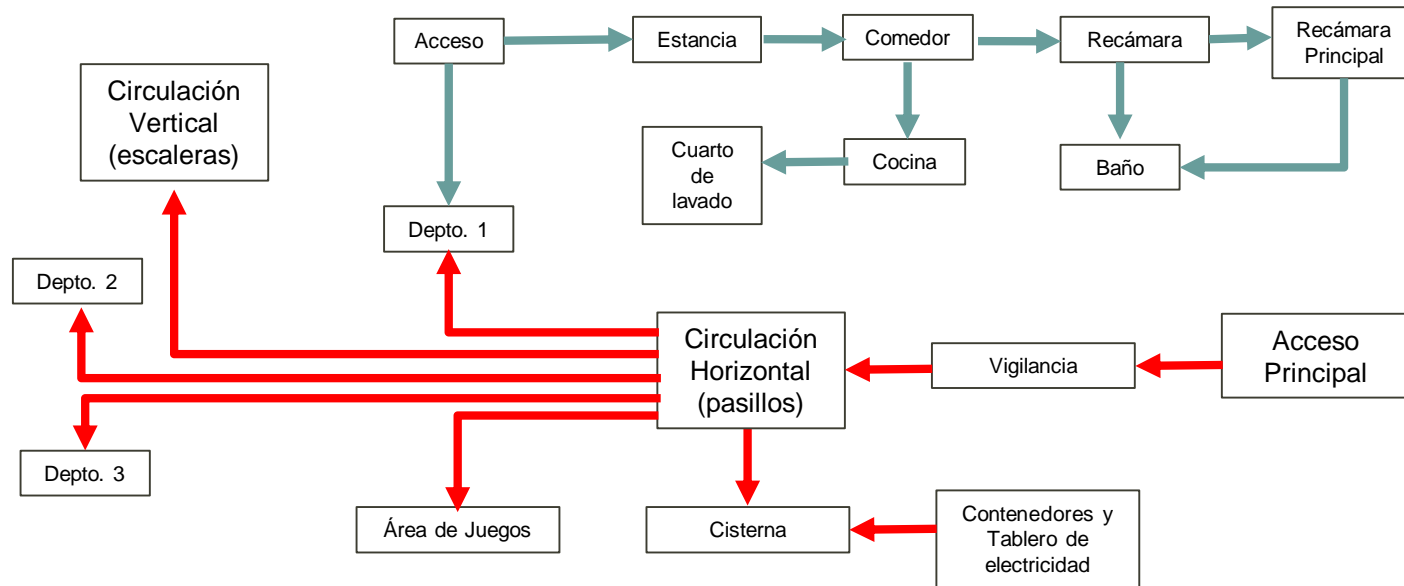 Acceso
Estancia
Comedor
Recámara
Recámara
Principal
Circulación
Vertical
(escaleras)
Cuarto
de
lavado
Cocina
Baño
Depto. 1
Depto. 2
Circulación
Horizontal
(pasillos)
Vigilancia
Acceso
Principal
Depto. 3
Área de Juegos
Cisterna
Contenedores y
Tablero de
electricidad